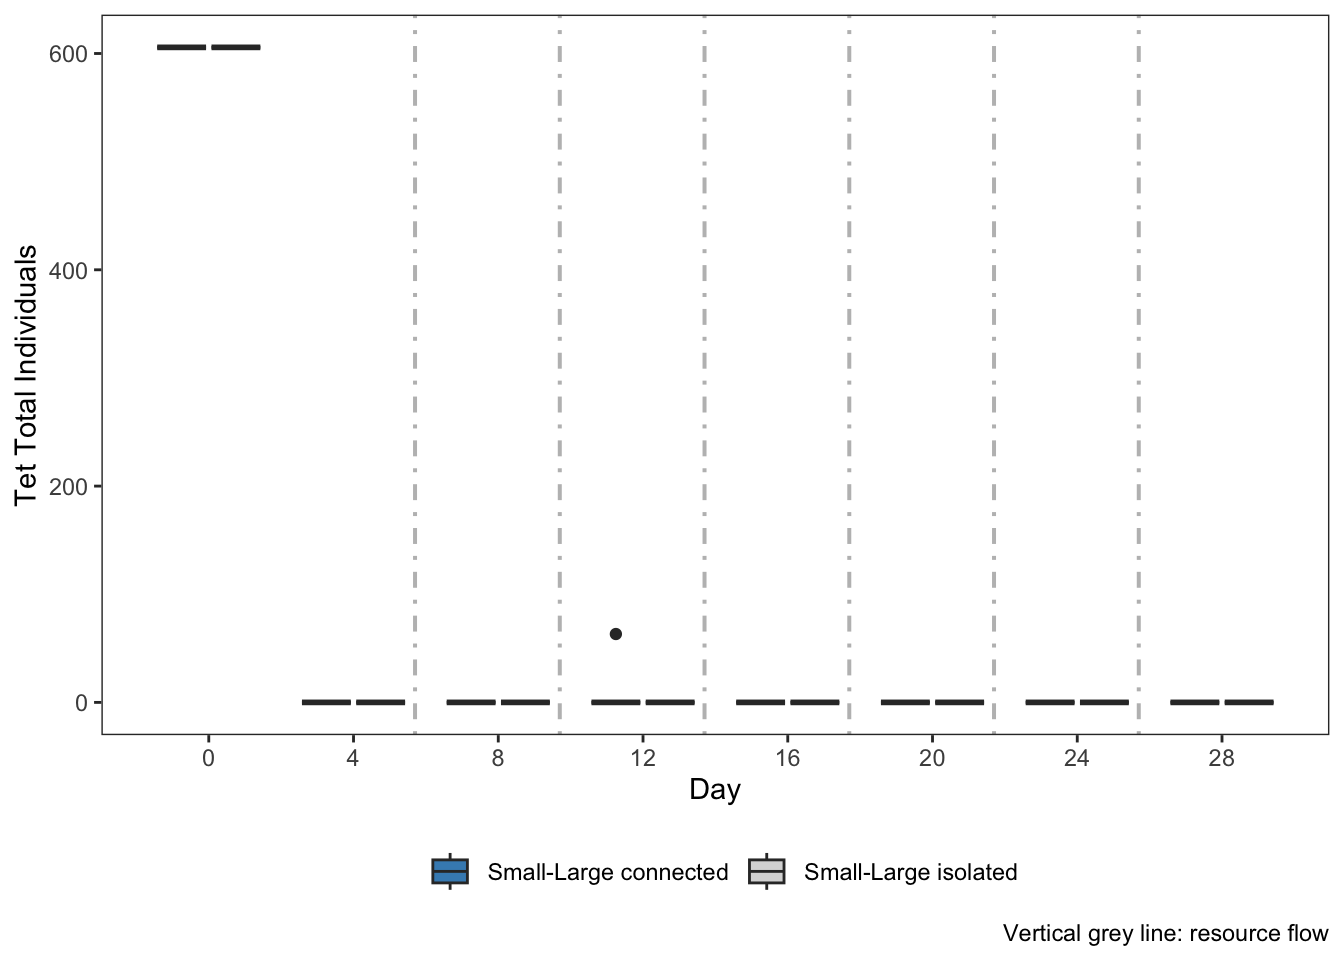 600
400
200
0
Tet Total Individuals
0 4 8 12 16 20 24 28
Day
Small-Large connected Small-Large isolated
Vertical grey line: resource flow